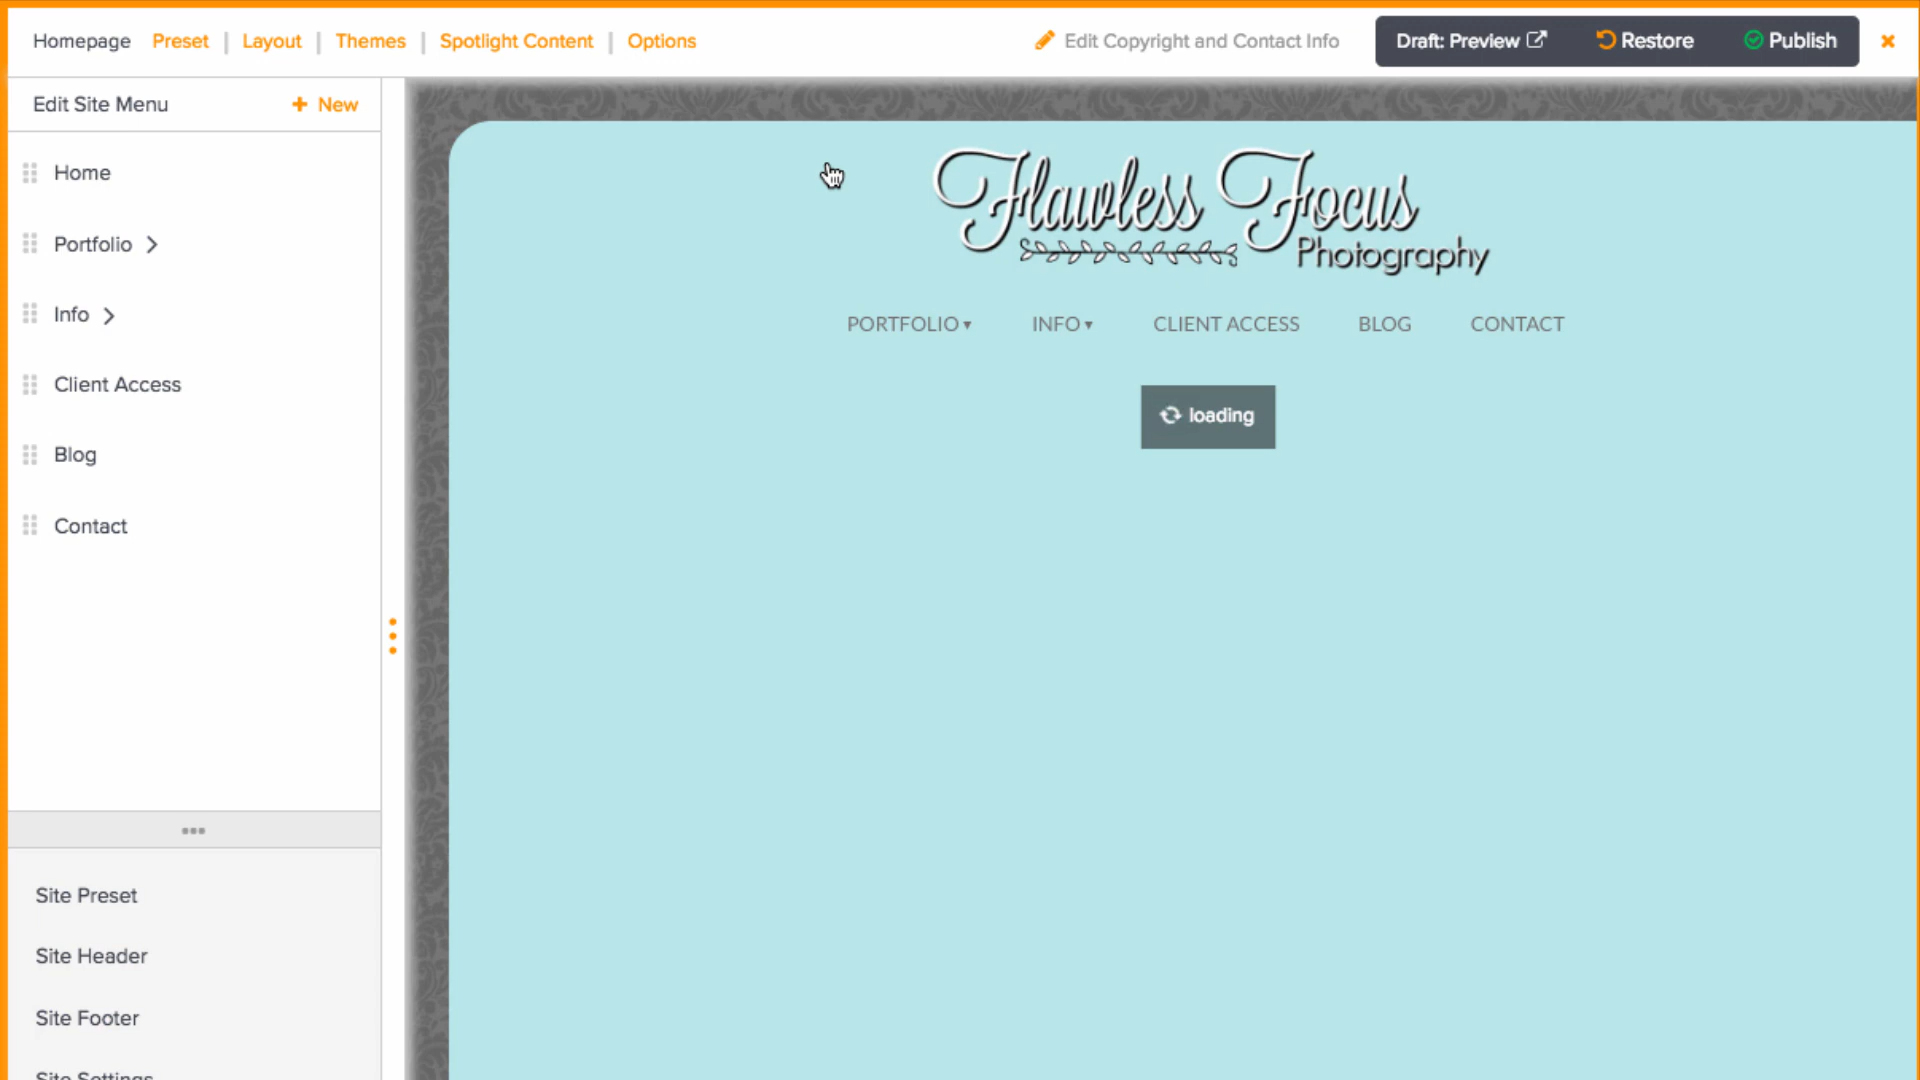 Homepage Preset | Layout | Themes | Spotlight Content | Options
Edit Copyright and Contact Info
Draft: Preview Restore Publish
Edit Site Menu + New
Home
Portfolio
Info
Client Access
Blog
Contact
Site Preset
Site Header
Site Footer
Site Settings
Flawless Focus
Photography
PORTFOLIO▾ INFO▾ CLIENT ACCESS BLOG CONTACT
loading